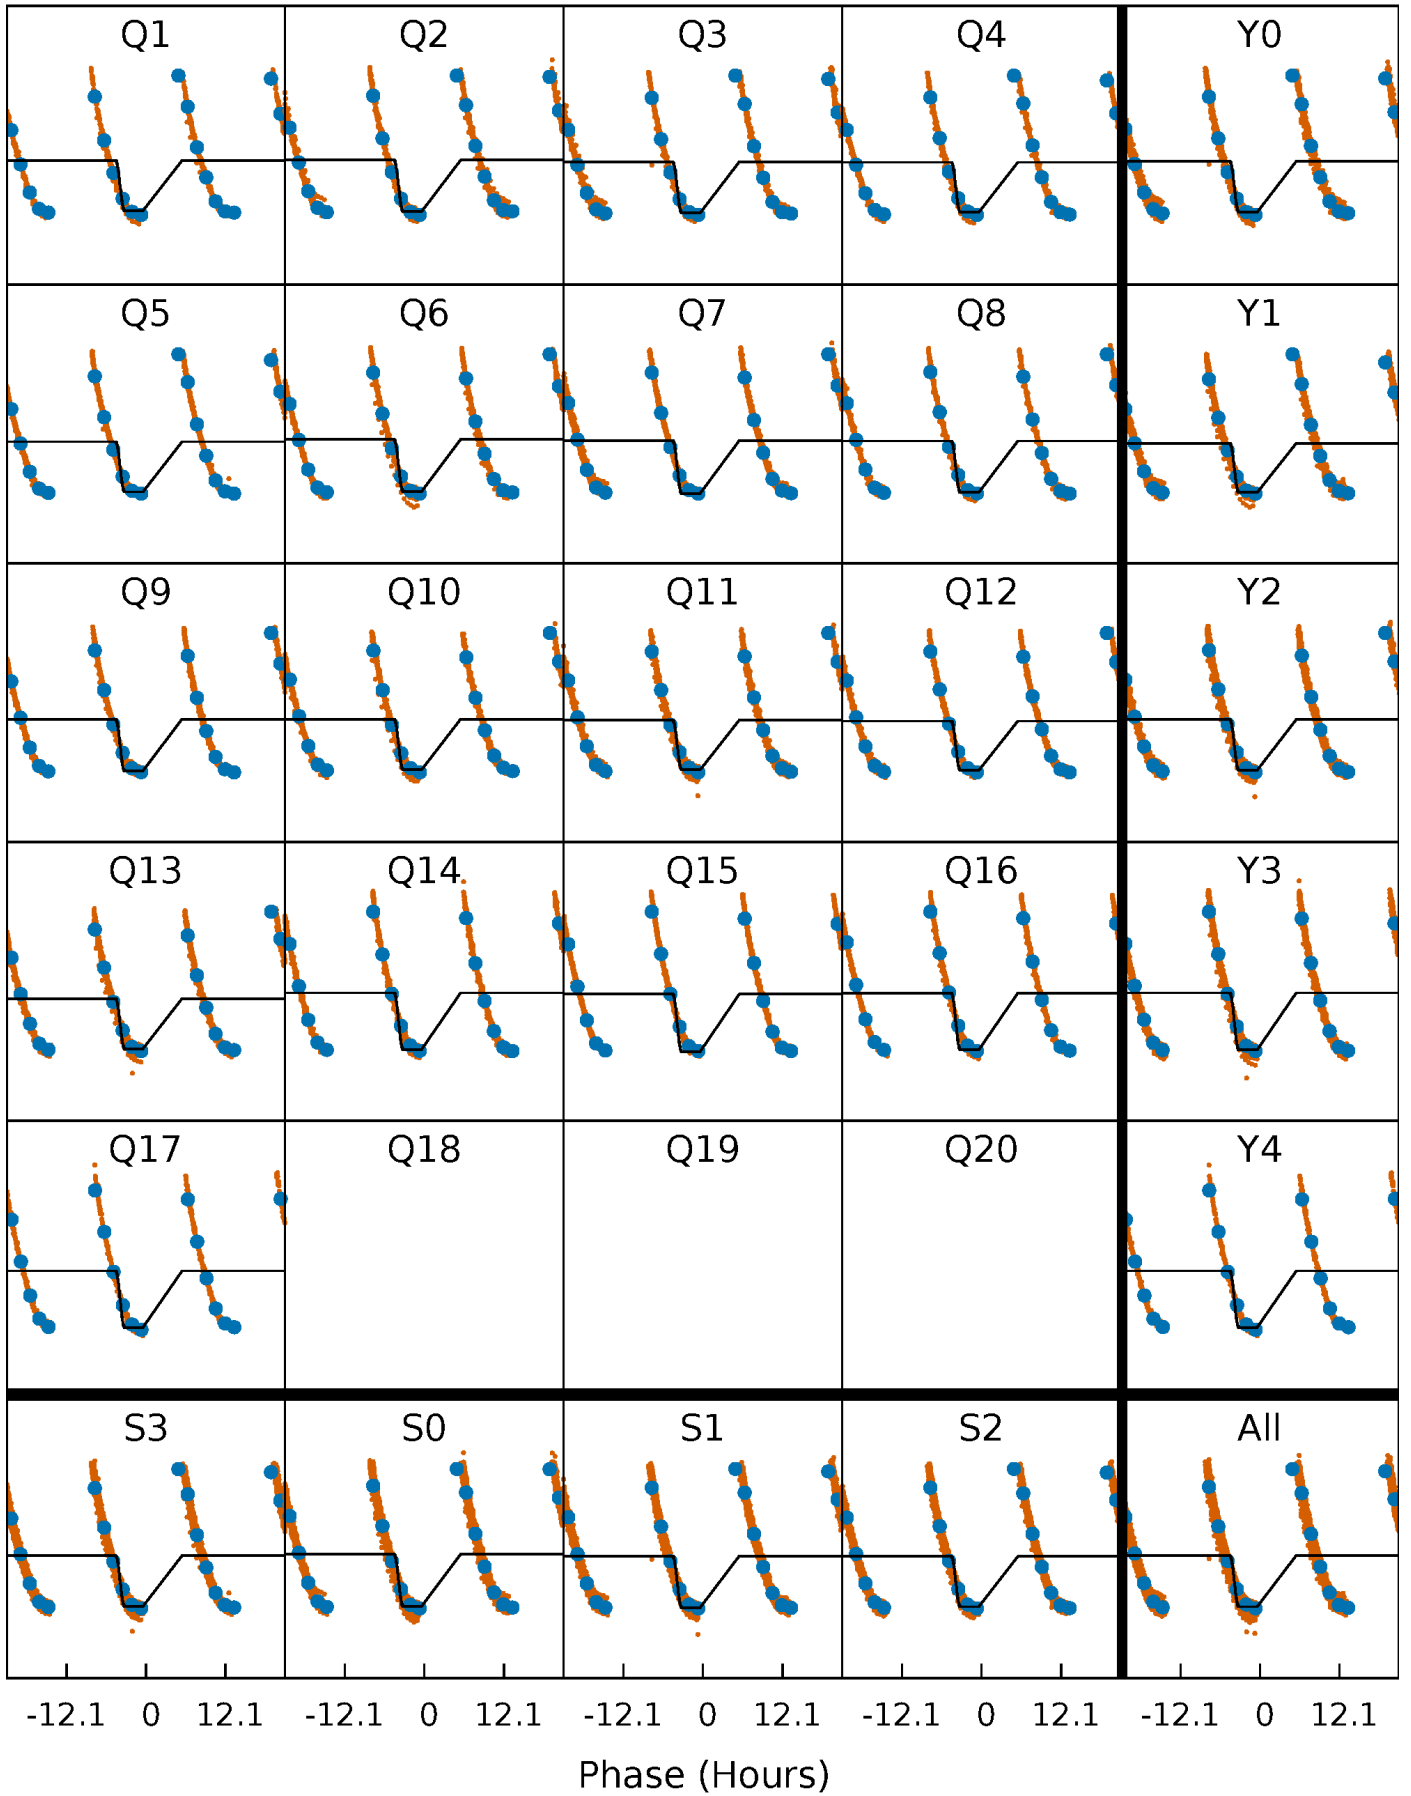 Q1 Q2 Q3 Q4 Y0
Q5 Q6 Q7 Q8 Y1
Q9 Q10 Q11 Q12 Y2
Q13 Q14 Q15 Q16 Y3
Q17 Q18 Q19 Q20 Y4
S3 S0 S1 S2 All
-12.1 0 12.1 -12.1 0 12.1 -12.1 0 12.1 -12.1 0 12.1 -12.1 0 12.1
Phase (Hours)